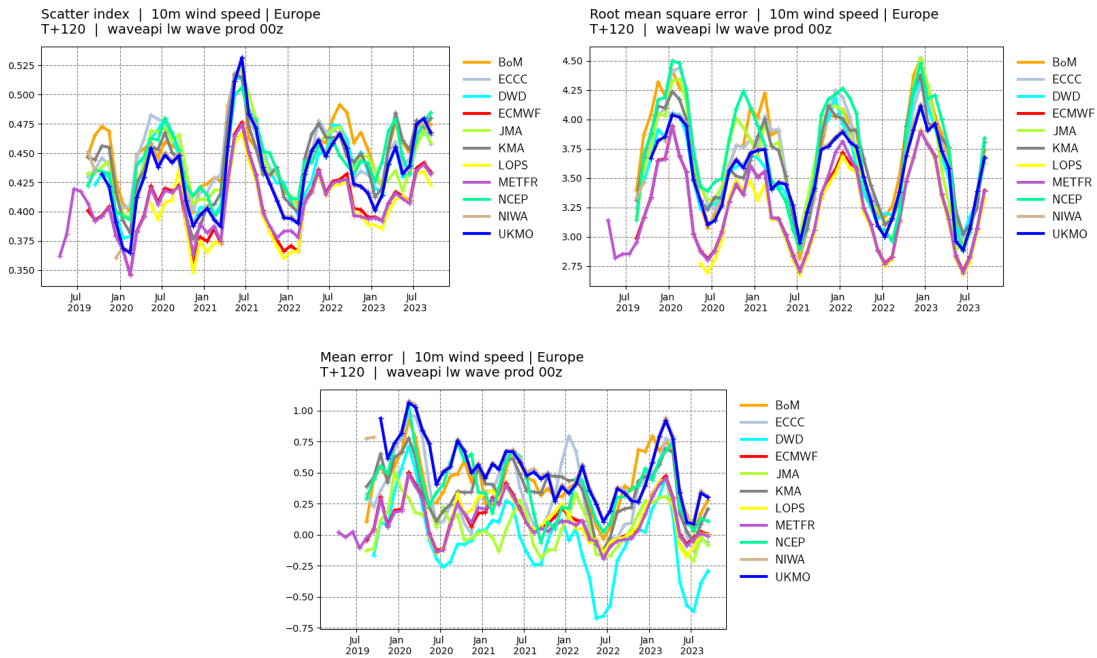 Scatter index | 10m wind speed | Europe
T+120 | waveapi lw wave prod 00z
0.525
0.500
0.475
0.450
0.425
0.400
0.375
0.350
Jul 2019
Jan 2020
Jul 2020
Jan 2021
Jul 2021
Jan 2022
Jul 2022
Jan 2023
Jul 2023
BoM
ECCC
DWD
ECMWF
JMA
KMA
LOPS
METFR
NCEP
NIWA
UKMO
Root mean square error | 10m wind speed | Europe
T+120 | waveapi lw wave prod 00z
4.50
4.25
4.00
3.75
3.50
3.25
3.00
2.75
Jul 2019
Jan 2020
Jul 2020
Jan 2021
Jul 2021
Jan 2022
Jul 2022
Jan 2023
Jul 2023
BoM
ECCC
DWD
ECMWF
JMA
KMA
LOPS
METFR
NCEP
NIWA
UKMO
Mean error | 10m wind speed | Europe
T+120 | waveapi lw wave prod 00z
1.00
0.75
0.50
0.25
0.00
−0.25
−0.50
−0.75
Jul 2019
Jan 2020
Jul 2020
Jan 2021
Jul 2021
Jan 2022
Jul 2022
Jan 2023
Jul 2023
BoM
ECCC
DWD
ECMWF
JMA
KMA
LOPS
METFR
NCEP
NIWA
UKMO